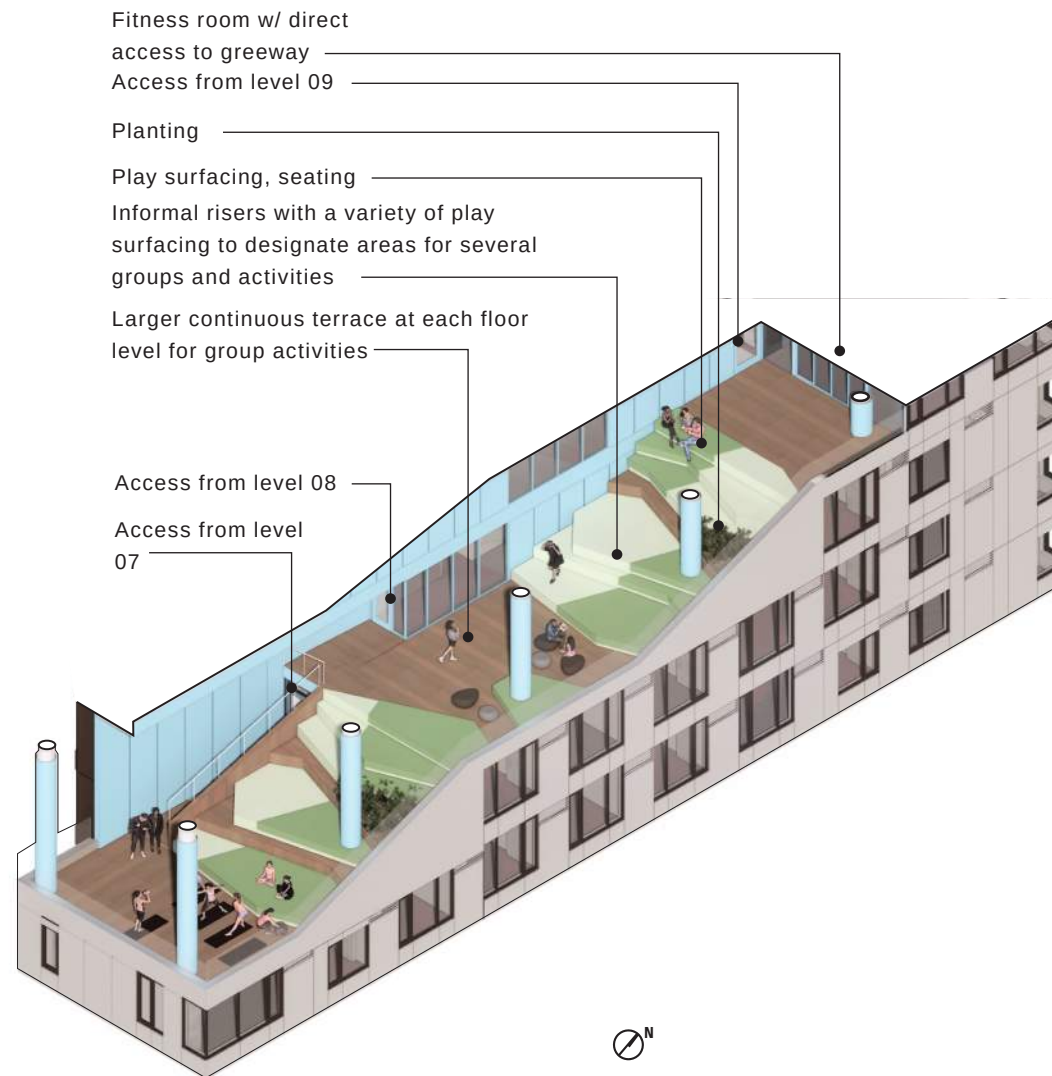 Fitness room w/ direct
access to greeway
Access from level 09
Planting
Play surfacing, seating
Informal risers with a variety of play
surfacing to designate areas for several
groups and activities
Larger continuous terrace at each floor
level for group activities
Access from level 08
Access from level
07
N